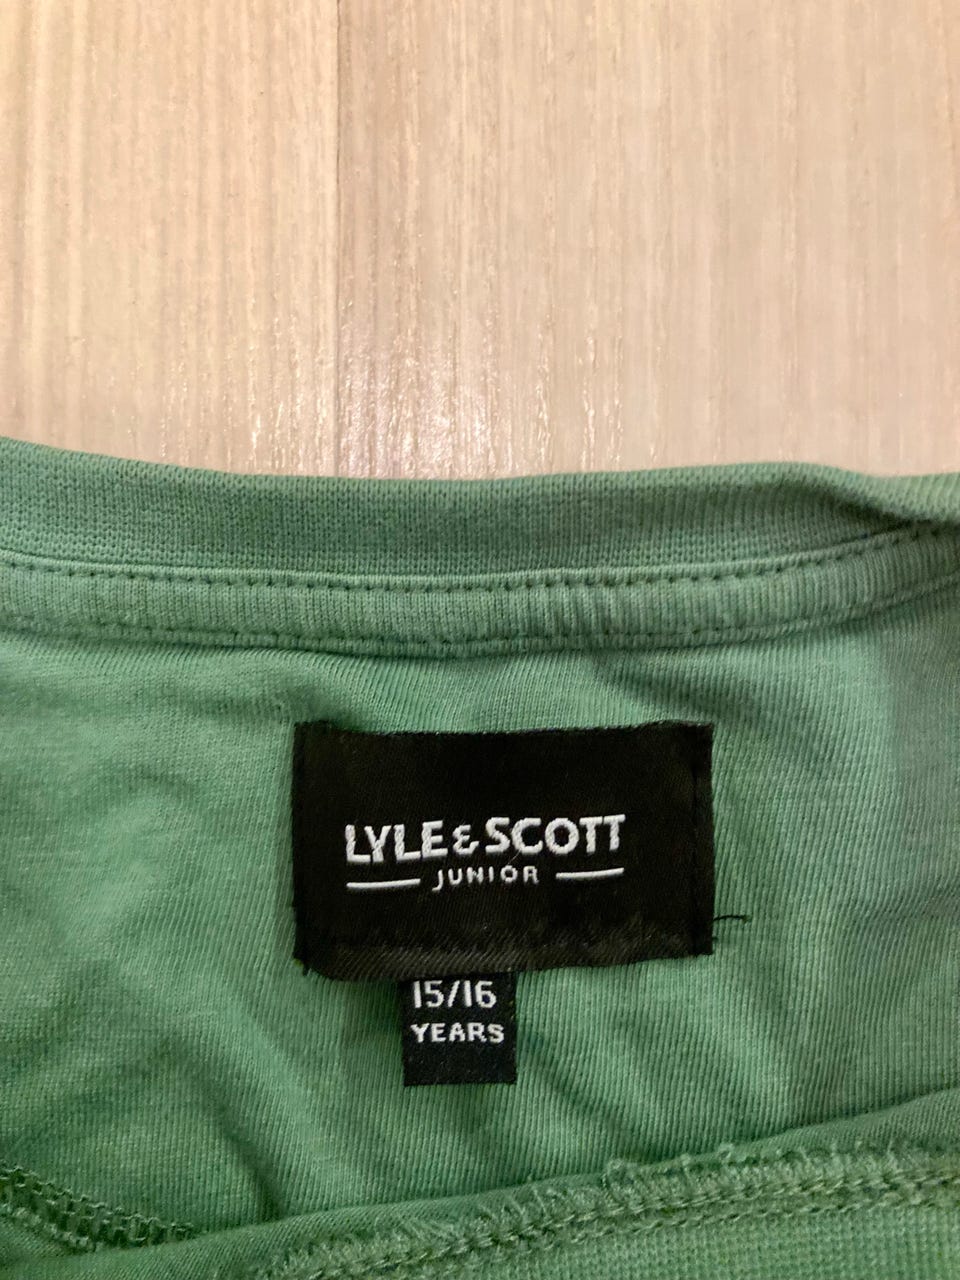 LYLE & SCOTT
JUNIOR
15/16
YEARS